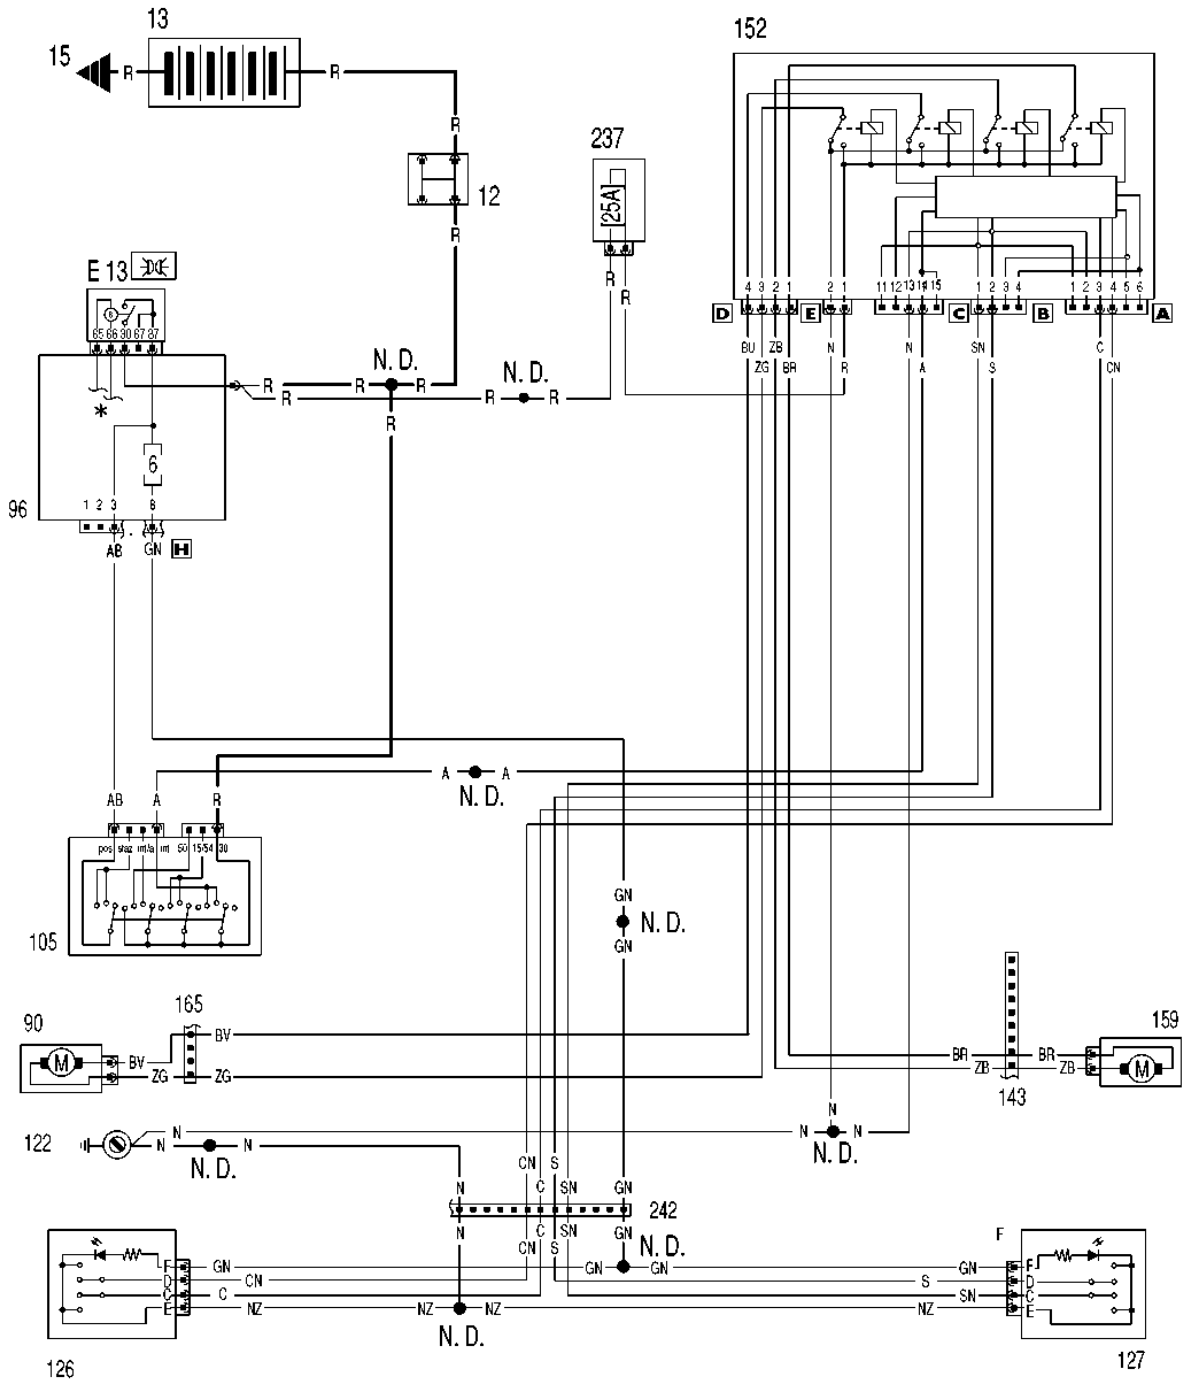 13
152
15
R
R
R
237
12
[25A]
R
E 13
6
65 66 30 67 87
R
R
N. D.
N. D.
R
R
R
R
R
R
R
R
*
6
96
1 2 3 8
AB GN H
4 3 2 1 2 1 11 12 13 14 15 1 2 3 4 1 2 3 4 5 6
D E C B A
BU ZB N N SN C
ZG BR R A S CN
A A
N. D.
AB A R
pos staz int/a int 50 15/54 30
105
GN
N. D.
GN
165
90
M
BV BV
ZG ZG
159
BR BR
ZB ZB
M
143
N
122
N
N N
N. D.
N N
N. D.
CN S
N C SN GN
242
N C SN GN
CN S
N. D.
F
F GN GN GN GN F
D CN S D
C C SN C
E NZ NZ NZ NZ E
N. D.
126
127